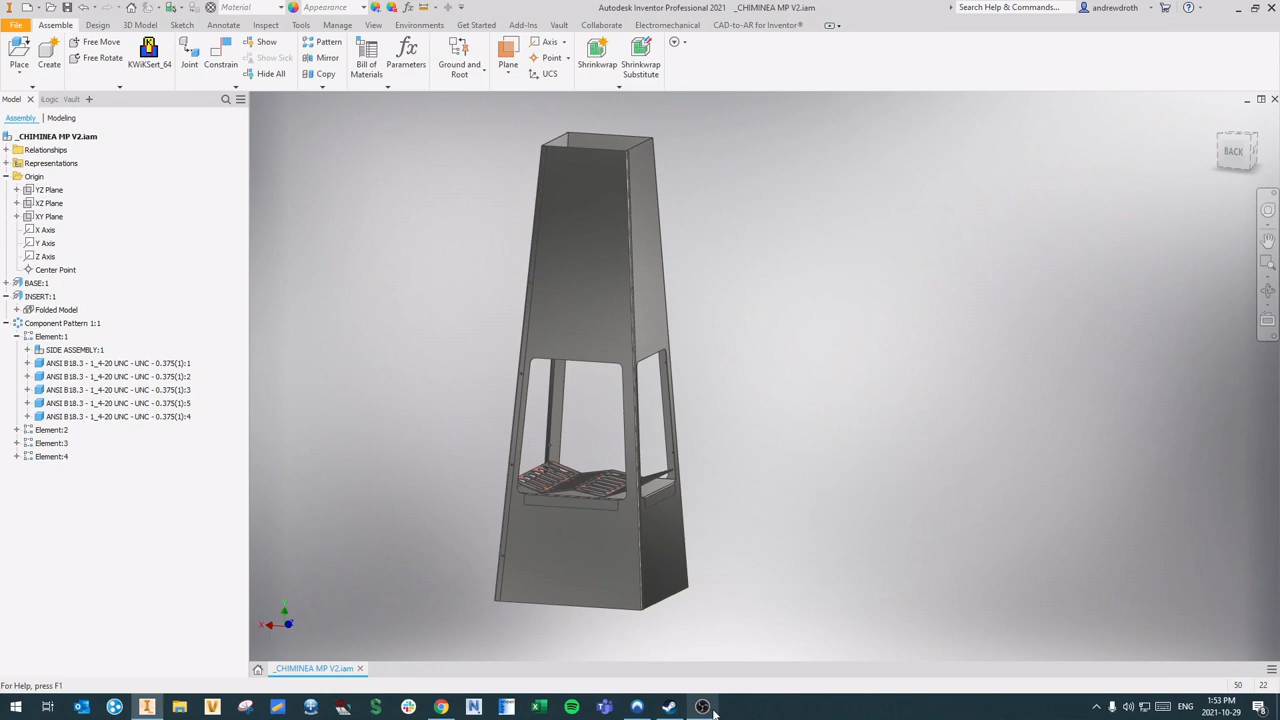 Material
Appearance
Autodesk Inventor Professional 2021 _CHIMINEA MP V2.iam
Search Help & Commands...
andrewdroth
File Assemble Design 3D Model Sketch Annotate Inspect Tools Manage View Environments Get Started Add-Ins Vault Collaborate Electromechanical CAD-to-AR for Inventor®
Place
Create
Free Move
Free Rotate
KWiKSert_64
Joint
Constrain
Show
Show Sick
Hide All
Pattern
Mirror
Copy
Bill of
Materials
fx
Parameters
Ground and
Root
Plane
Axis
Point
UCS
Shrinkwrap
Shrinkwrap
Substitute
Model iLogic Vault
Assembly Modeling
_CHIMINEA MP V2.iam
Relationships
Representations
Origin
YZ Plane
XZ Plane
XY Plane
X Axis
Y Axis
Z Axis
Center Point
BASE:1
INSERT:1
Folded Model
Component Pattern 1:1
Element:1
SIDE ASSEMBLY:1
ANSI B18.3 - 1_4-20 UNC - UNC - 0.375(1):1
ANSI B18.3 - 1_4-20 UNC - UNC - 0.375(1):2
ANSI B18.3 - 1_4-20 UNC - UNC - 0.375(1):3
ANSI B18.3 - 1_4-20 UNC - UNC - 0.375(1):5
ANSI B18.3 - 1_4-20 UNC - UNC - 0.375(1):4
Element:2
Element:3
Element:4
BACK
Y
X
Z
_CHIMINEA MP V2.iam
For Help, press F1
50 22
ENG
1:53 PM
2021-10-29